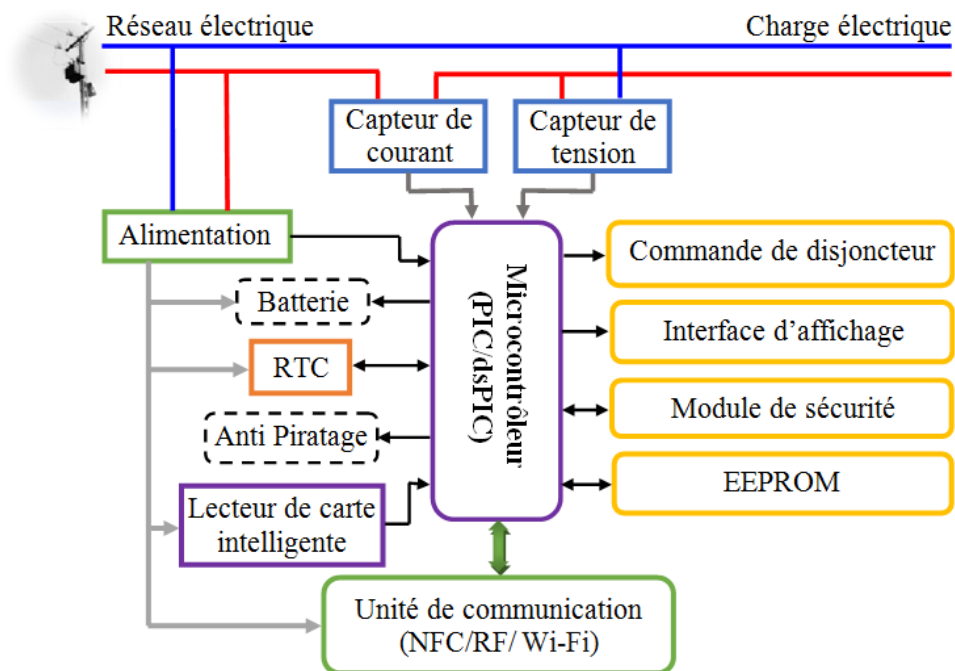 Réseau électrique
Charge électrique
Capteur de
courant
Capteur de
tension
Alimentation
Batterie
RTC
Anti Piratage
Lecteur de carte
intelligente
Microcontrôleur
(PIC/dsPIC)
Commande de disjoncteur
Interface d’affichage
Module de sécurité
EEPROM
Unité de communication
(NFC/RF/ Wi-Fi)